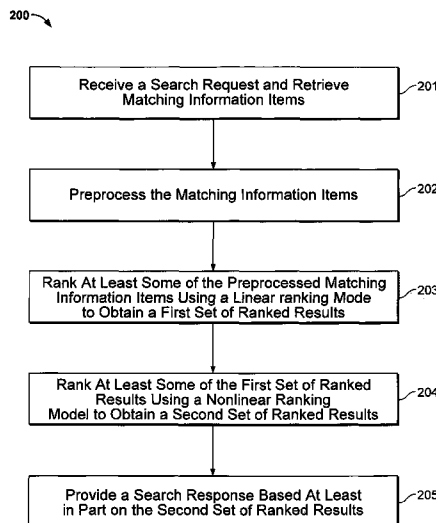 200
Receive a Search Request and Retrieve
Matching Information Items
201
Preprocess the Matching Information Items
202
Rank At Least Some of the Preprocessed Matching
Information Items Using a Linear ranking Mode
to Obtain a First Set of Ranked Results
203
Rank At Least Some of the First Set of Ranked
Results Using a Nonlinear Ranking
Model to Obtain a Second Set of Ranked Results
204
Provide a Search Response Based At Least
in Part on the Second Set of Ranked Results
205